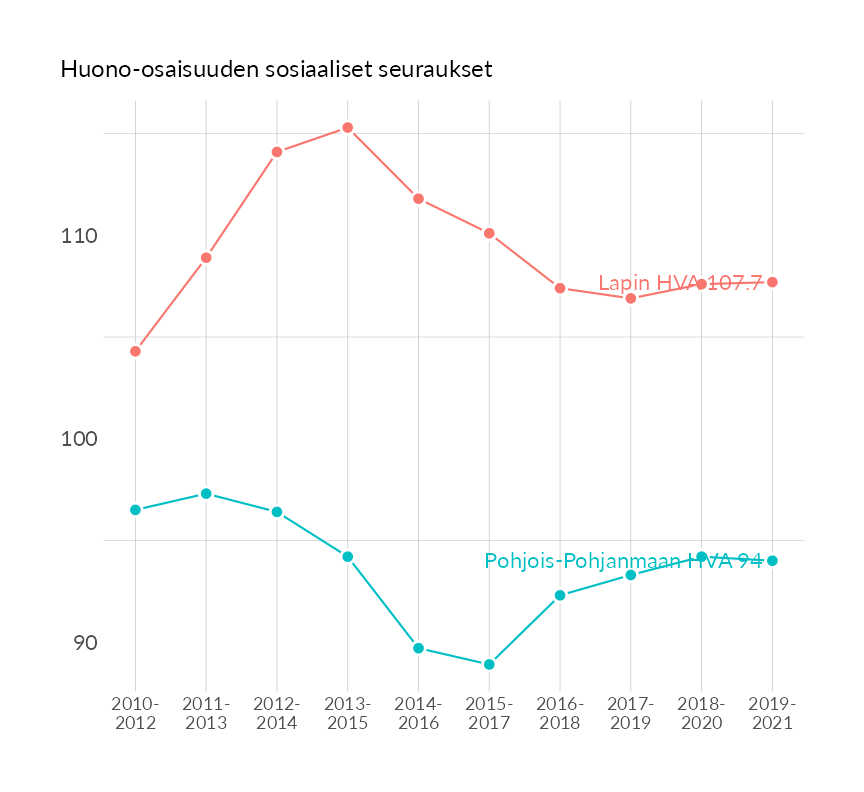 Huono-osaisuuden sosiaaliset seuraukset
110
Lapin HVA 107.7
100
Pohjois-Pohjanmaan HVA 94
90
2010- 2011- 2012- 2013- 2014- 2015- 2016- 2017- 2018- 2019-
2012 2013 2014 2015 2016 2017 2018 2019 2020 2021